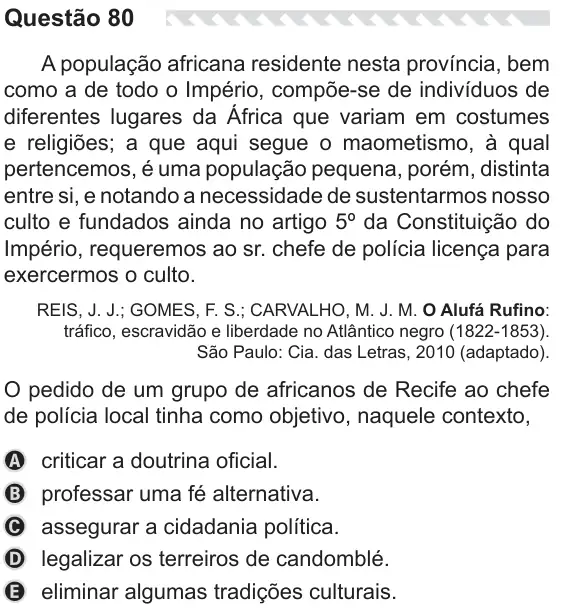 Questão 80
A população africana residente nesta província, bem
como a de todo o Império, compõe-se de indivíduos de
diferentes lugares da África que variam em costumes
e religiões; a que aqui segue o maometismo, à qual
pertencemos, é uma população pequena, porém, distinta
entre si, e notando a necessidade de sustentarmos nosso
culto e fundados ainda no artigo 5º da Constituição do
Império, requeremos ao sr. chefe de polícia licença para
exercermos o culto.
REIS, J. J.; GOMES, F. S.; CARVALHO, M. J. M. O Alufá Rufino:
tráfico, escravidão e liberdade no Atlântico negro (1822-1853).
São Paulo: Cia. das Letras, 2010 (adaptado).
O pedido de um grupo de africanos de Recife ao chefe
de polícia local tinha como objetivo, naquele contexto,
A criticar a doutrina oficial.
B professar uma fé alternativa.
C assegurar a cidadania política.
D legalizar os terreiros de candomblé.
E eliminar algumas tradições culturais.